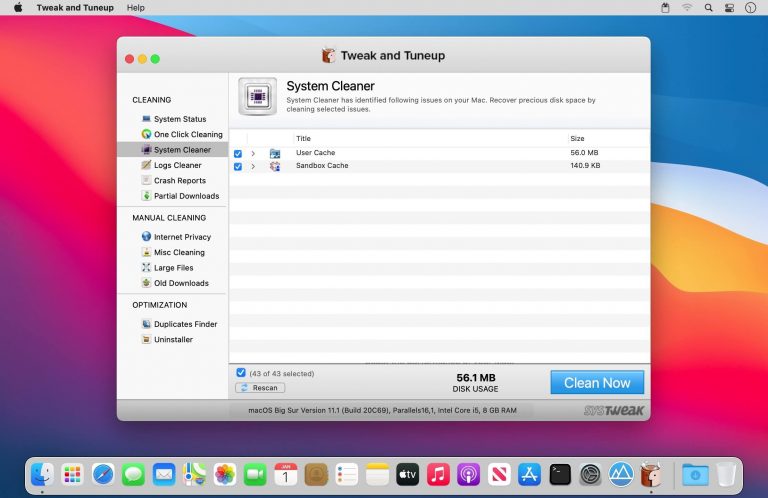 Tweak and Tuneup Help
Tweak and Tuneup
CLEANING
System Status
One Click Cleaning
System Cleaner
Logs Cleaner
Crash Reports
Partial Downloads
MANUAL CLEANING
Internet Privacy
Misc Cleaning
Large Files
Old Downloads
OPTIMIZATION
Duplicates Finder
Uninstaller
System Cleaner
System Cleaner has identified following issues on your Mac. Recover precious disk space by
cleaning selected issues.
Title Size
User Cache 56.0 MB
Sandbox Cache 140.9 KB
(43 of 43 selected)
Rescan
56.1 MB
DISK USAGE
Clean Now
macOS Big Sur Version 11.1 (Build 20C69), Parallels16,1, Intel Core i5, 8 GB RAM
SYSTWEAK
JAN
1
tv